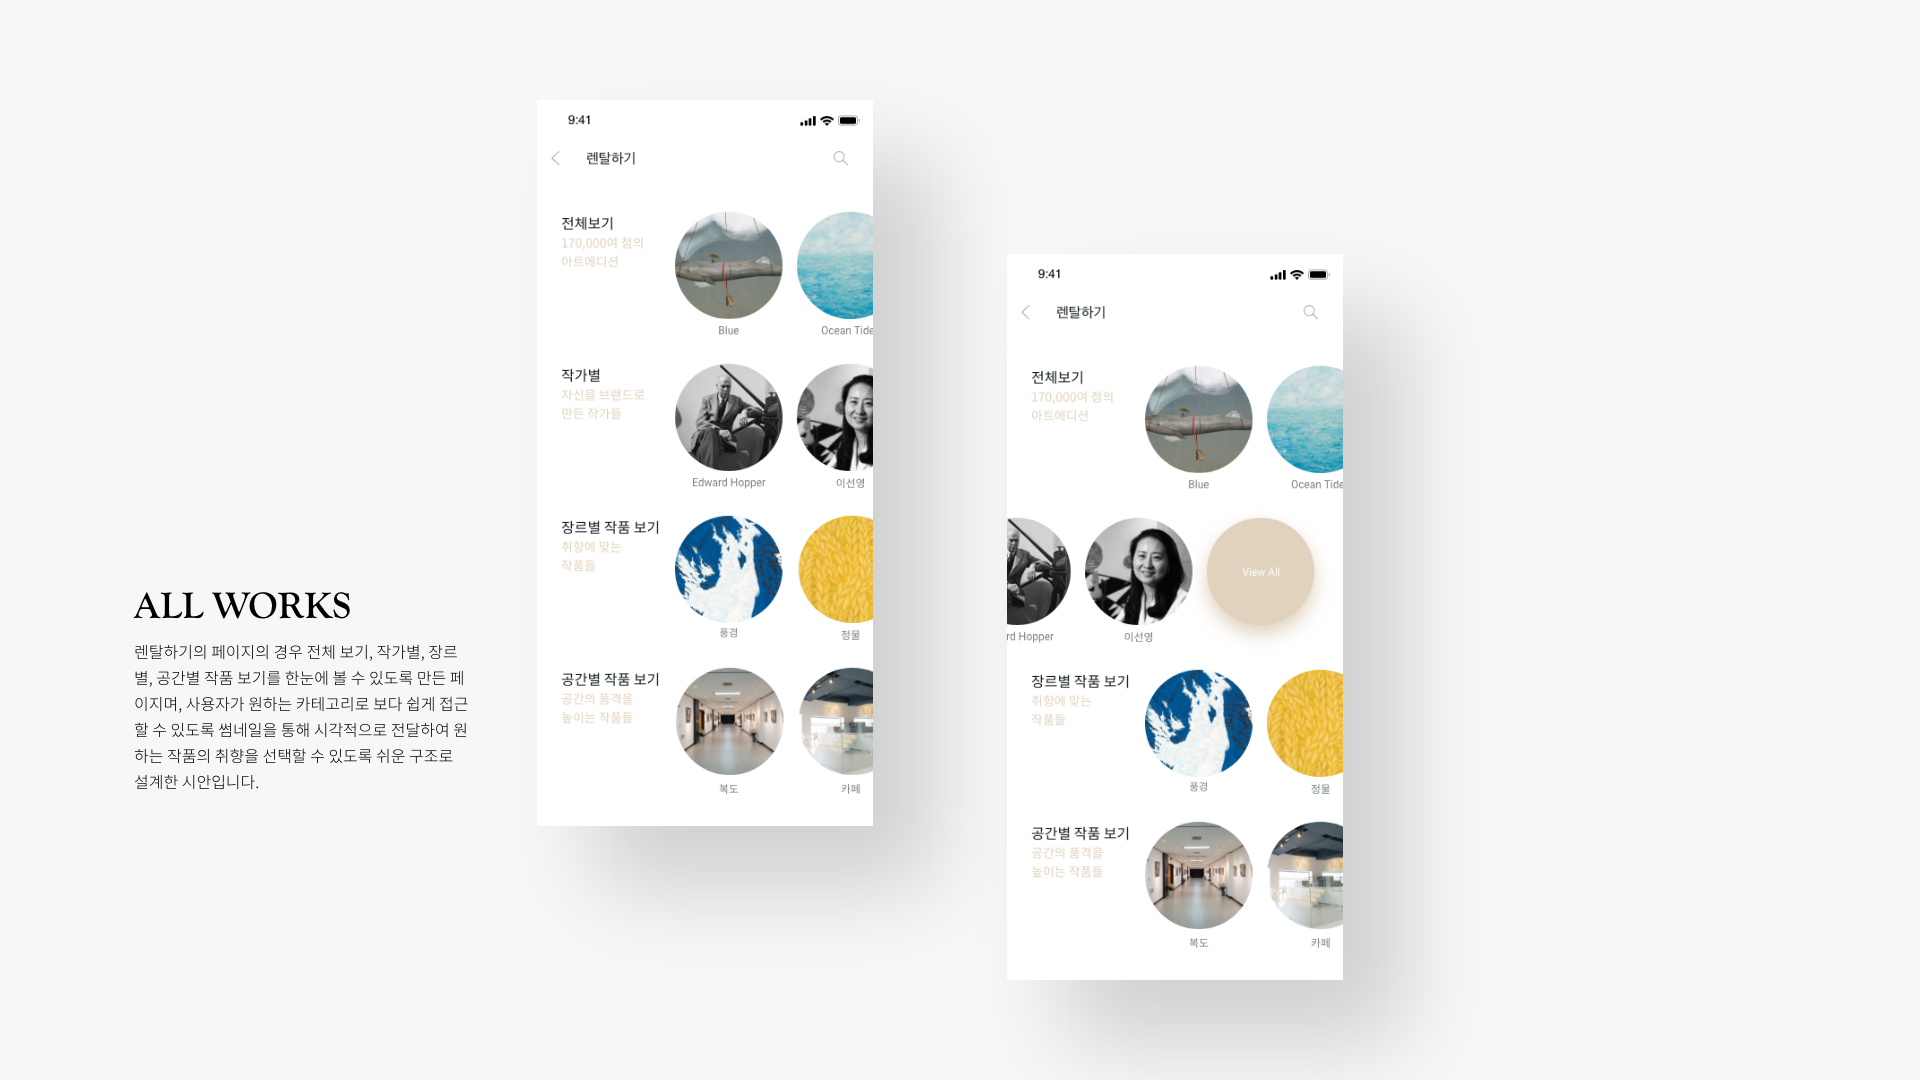 ALL WORKS
렌탈하기의 페이지의 경우 전체 보기, 작가별, 장르
별, 공간별 작품 보기를 한눈에 볼 수 있도록 만든 페
이지며, 사용자가 원하는 카테고리로 보다 쉽게 접근
할 수 있도록 썸네일을 통해 시각적으로 전달하여 원
하는 작품의 취향을 선택할 수 있도록 쉬운 구조로
설계한 시안입니다.
9:41
렌탈하기
전체보기
170,000여 점의
아트에디션
Blue
Ocean Tide
작가별
자신을 브랜드로
만든 작가들
Edward Hopper
이선영
장르별 작품 보기
취향에 맞는
작품들
풍경
정물
공간별 작품 보기
공간의 품격을
높이는 작품들
복도
카페
9:41
렌탈하기
전체보기
170,000여 점의
아트에디션
Blue
Ocean Tide
rd Hopper
이선영
View All
장르별 작품 보기
취향에 맞는
작품들
풍경
정물
공간별 작품 보기
공간의 품격을
높이는 작품들
복도
카페